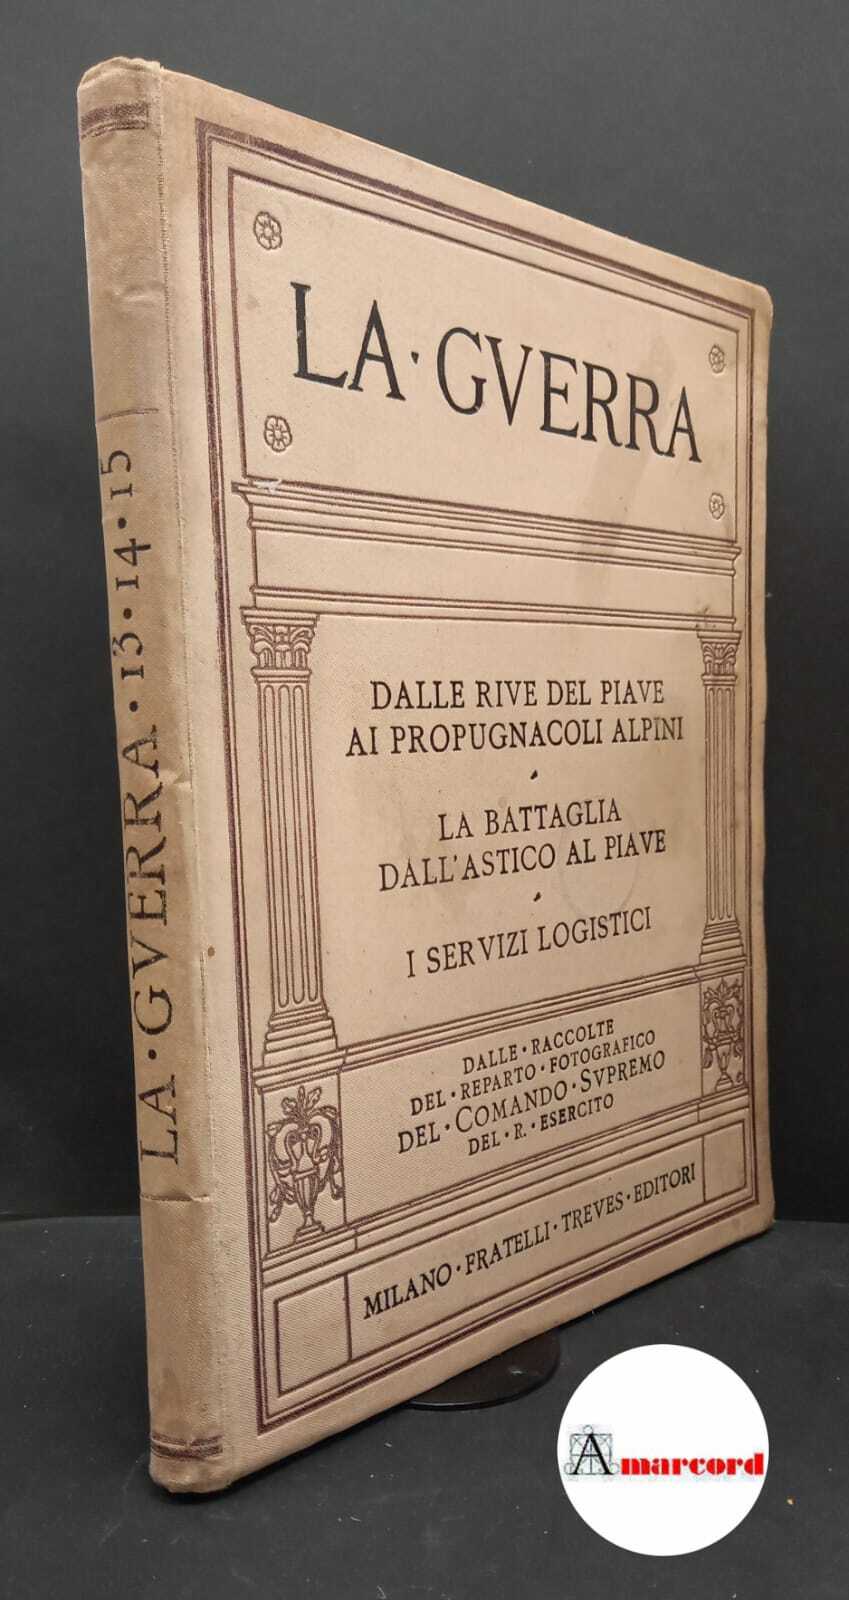 LA·GVERRA·13·14·15
LA·GVERRA
DALLE RIVE DEL PIAVE
AI PROPUGNACOLI ALPINI
LA BATTAGLIA
DALL'ASTICO AL PIAVE
I SERVIZI LOGISTICI
DALLE·RACCOLTE
DEL·REPARTO·FOTOGRAFICO
DEL·COMANDO·SVPREMO
DEL·R.·ESERCITO
MILANO·FRATELLI·TREVES·EDITORI
Amarcord